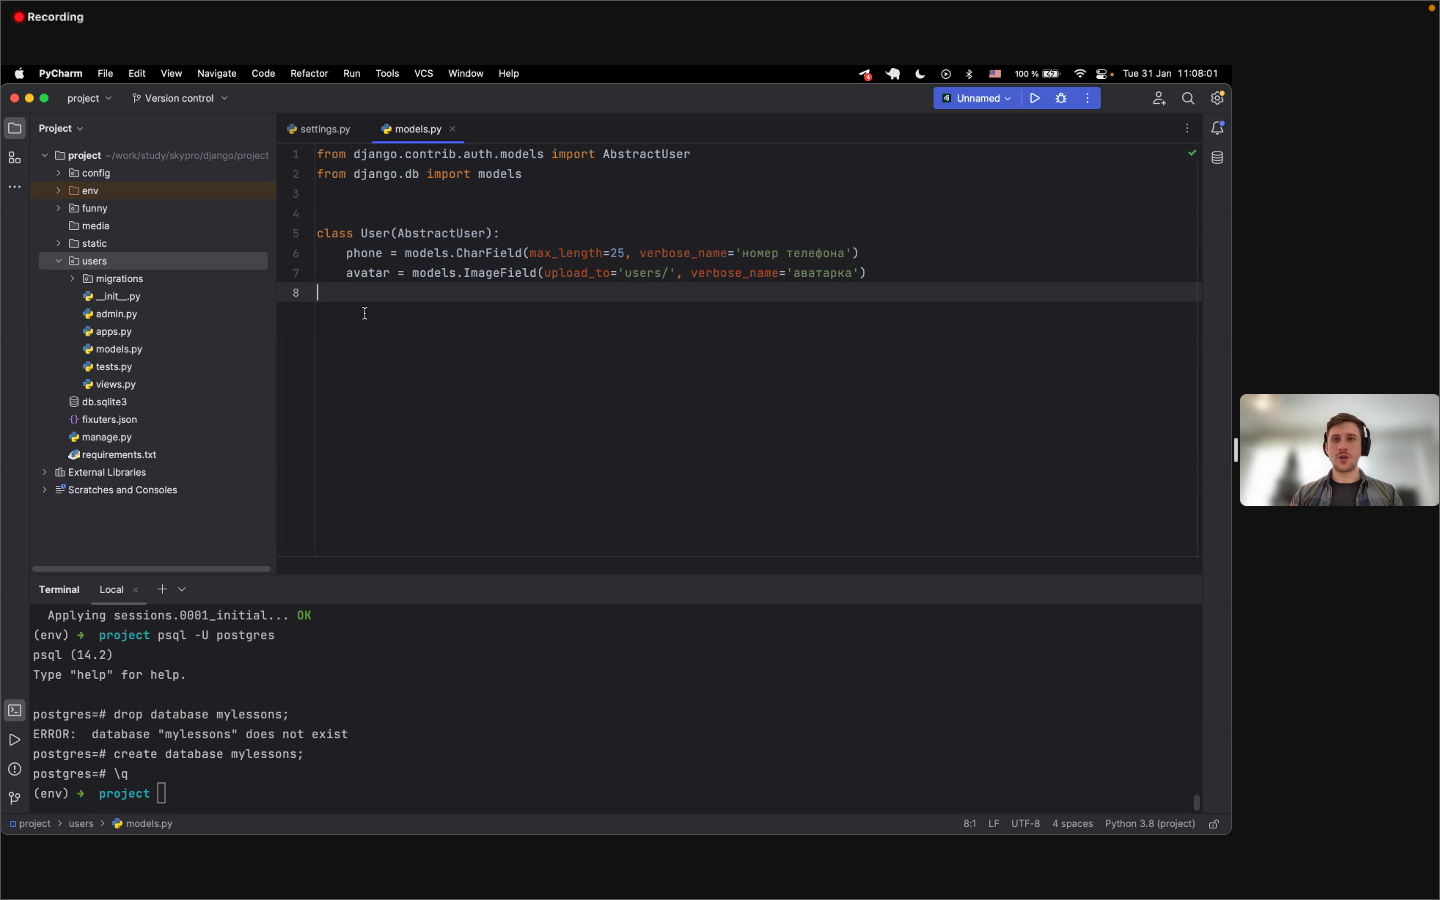 Recording
PyCharm File Edit View Navigate Code Refactor Run Tools VCS Window Help 100 % Tue 31 Jan 11:08:01
project Version control Unnamed
Project
settings.py models.py
project ~/work/study/skypro/django/project
config
env
funny
media
static
users
migrations
__init__.py
admin.py
apps.py
models.py
tests.py
views.py
db.sqlite3
fixuters.json
manage.py
requirements.txt
External Libraries
Scratches and Consoles
1 from django.contrib.auth.models import AbstractUser
2 from django.db import models
3
4
5 class User(AbstractUser):
6 phone = models.CharField(max_length=25, verbose_name='номер телефона')
7 avatar = models.ImageField(upload_to='users/', verbose_name='аватарка')
8
Terminal Local
Applying sessions.0001_initial... OK
(env) ➜ project psql -U postgres
psql (14.2)
Type "help" for help.
postgres=# drop database mylessons;
ERROR: database "mylessons" does not exist
postgres=# create database mylessons;
postgres=# \q
(env) ➜ project
project > users > models.py 8:1 LF UTF-8 4 spaces Python 3.8 (project)